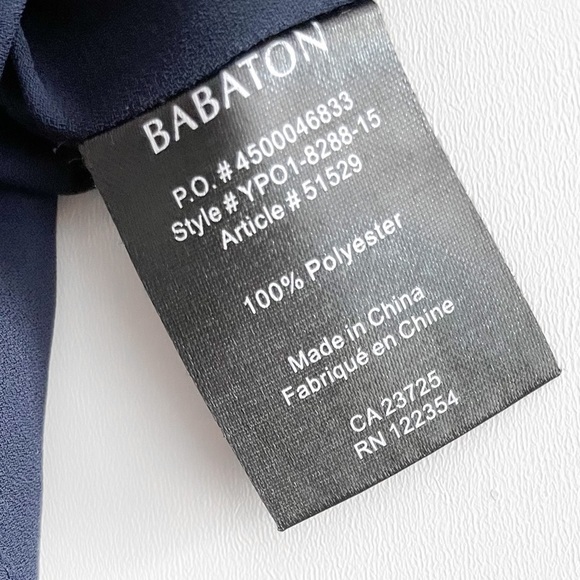 BABATON
P.O. # 4500046833
Style # YPO1-8288-15
Article # 51529
100% Polyester
Made in China
Fabriqué en Chine
CA 23725
RN 122354